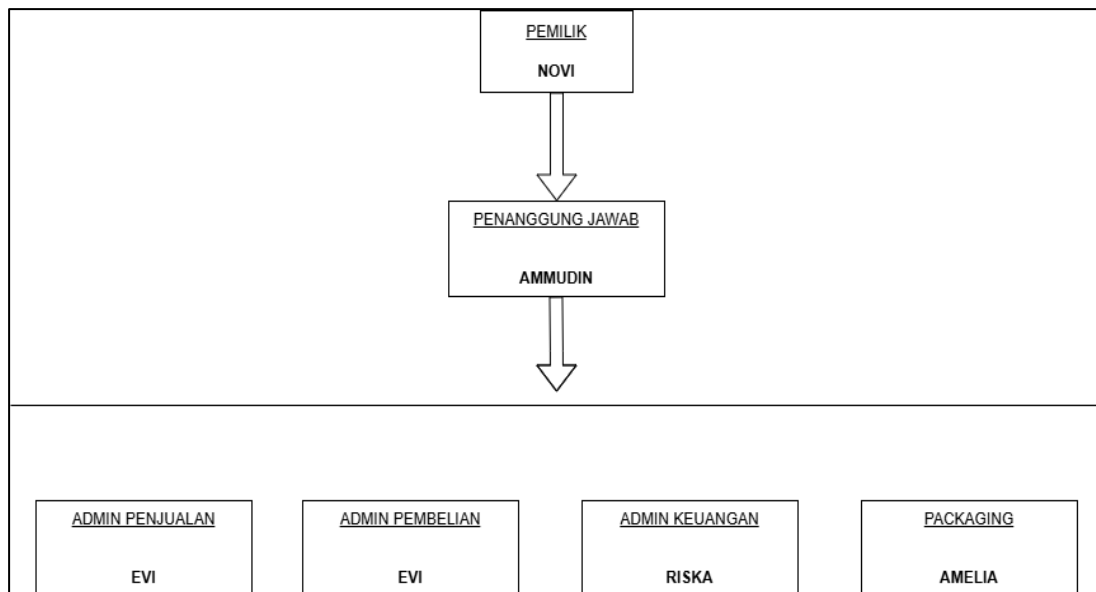 PEMILIK
NOVI
PENANGGUNG JAWAB
AMMUDIN
ADMIN PENJUALAN
EVI
ADMIN PEMBELIAN
EVI
ADMIN KEUANGAN
RISKA
PACKAGING
AMELIA